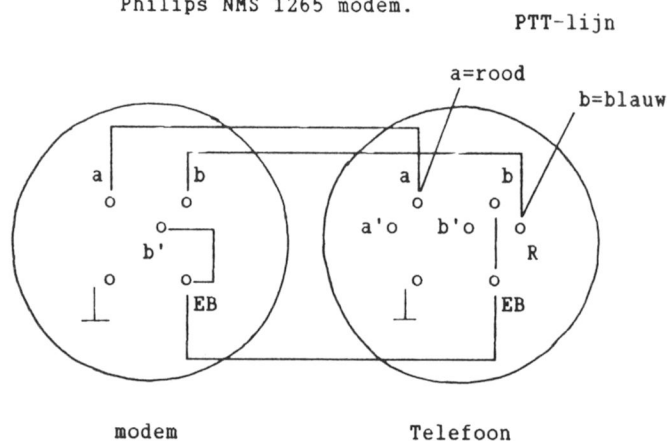 Philips NMS 1265 modem.
PTT-lijn
a=rood
b=blauw
a b a b
a'o b'o
b' R
EB EB
modem Telefoon